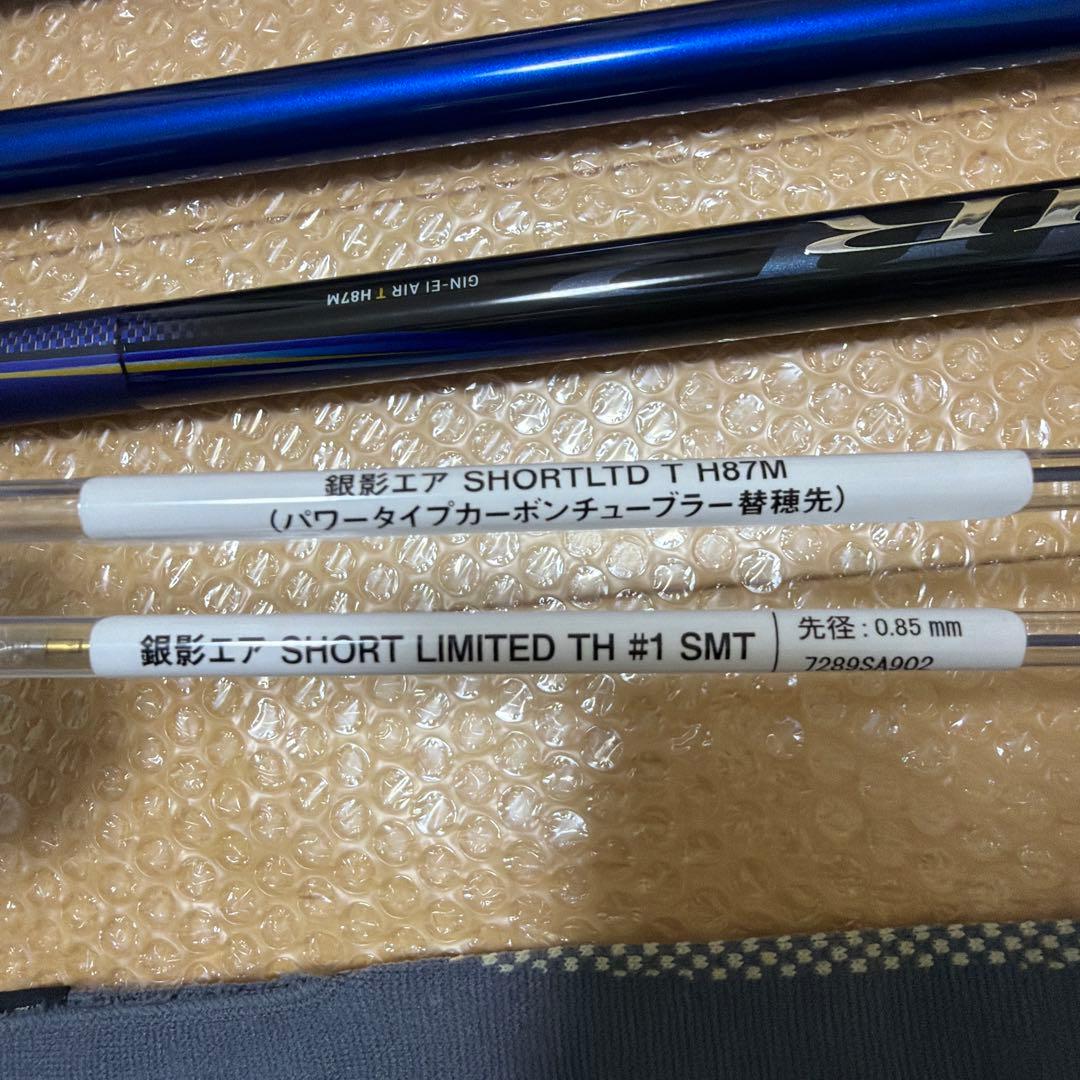 GIN-EI AIR T H87M
銀影エア SHORTLTD T H87M
(パワータイプカーボンチューブラー替穂先)
銀影エア SHORT LIMITED TH #1 SMT
先径:0.85 mm
7289SA902